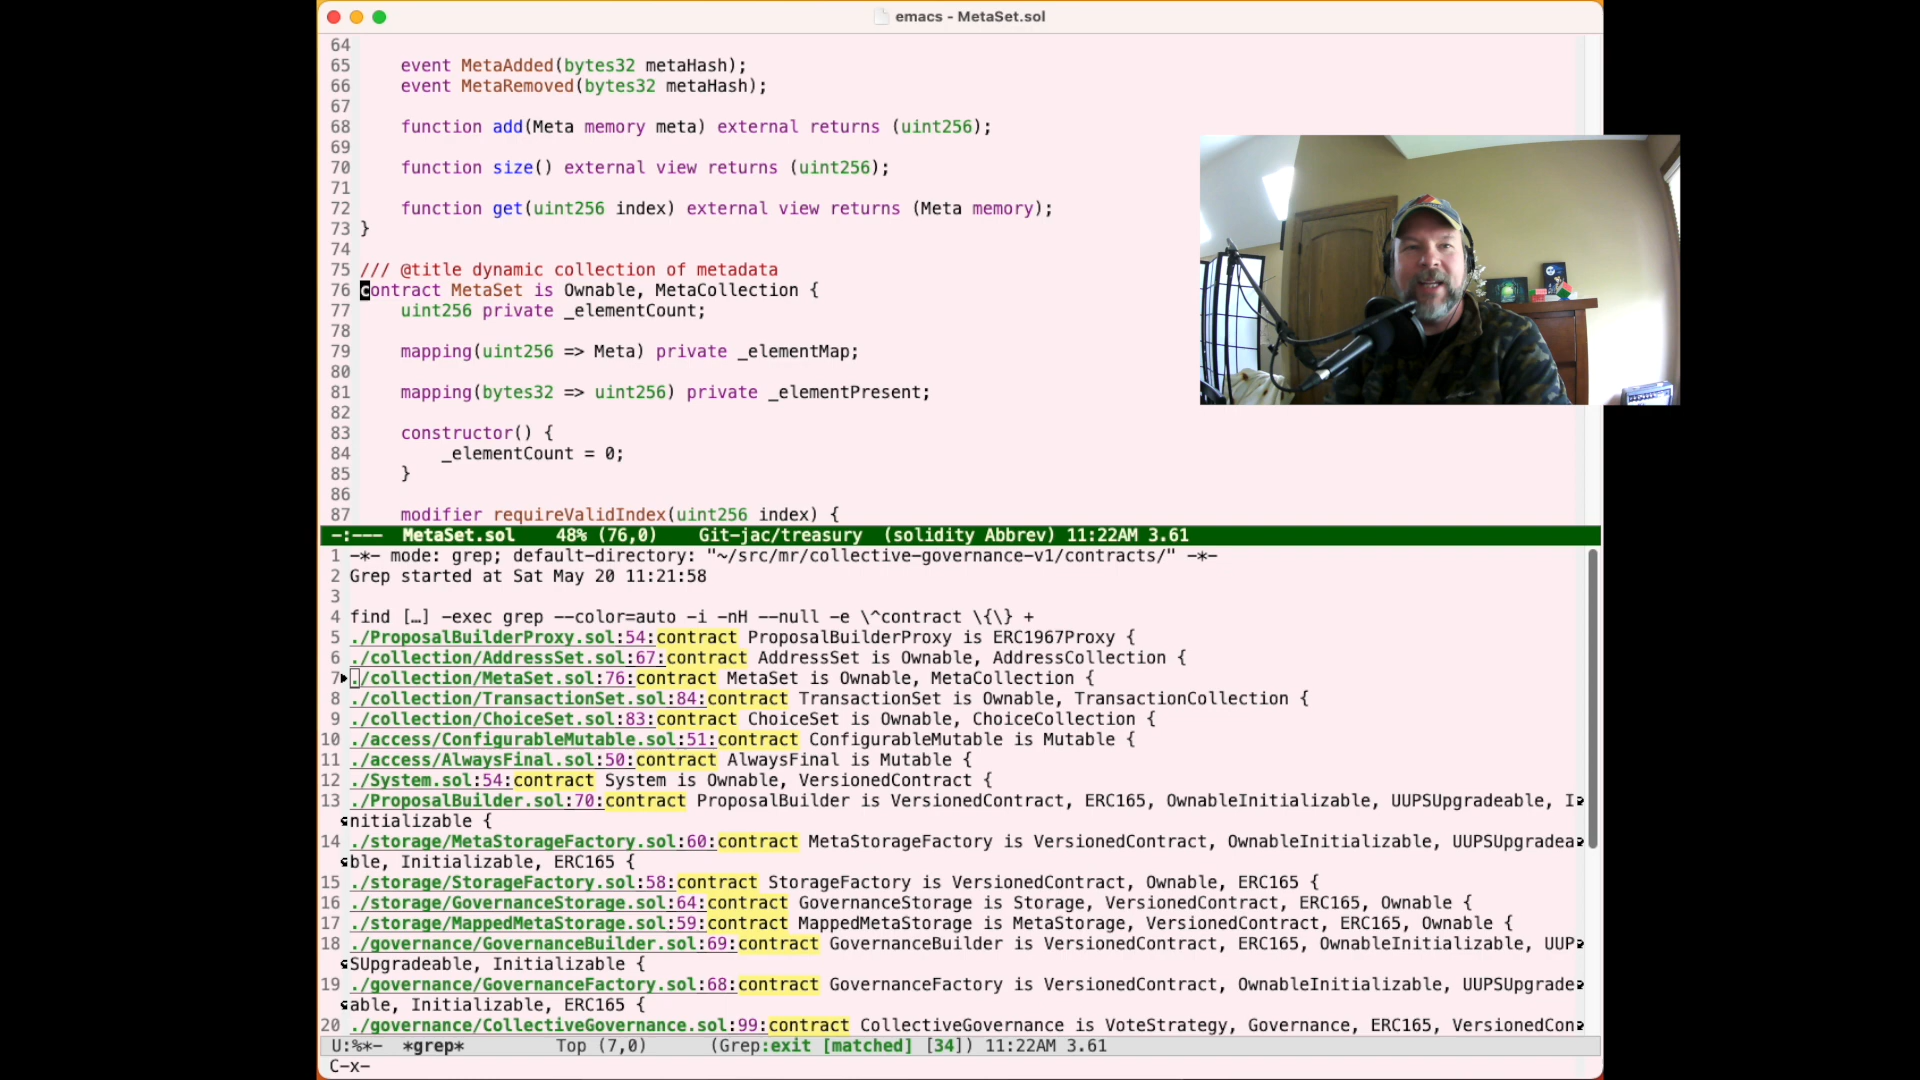 emacs - MetaSet.sol
64
65 event MetaAdded(bytes32 metaHash);
66 event MetaRemoved(bytes32 metaHash);
67
68 function add(Meta memory meta) external returns (uint256);
69
70 function size() external view returns (uint256);
71
72 function get(uint256 index) external view returns (Meta memory);
73 }
74
75 /// @title dynamic collection of metadata
76 contract MetaSet is Ownable, MetaCollection {
77 uint256 private _elementCount;
78
79 mapping(uint256 => Meta) private _elementMap;
80
81 mapping(bytes32 => uint256) private _elementPresent;
82
83 constructor() {
84 _elementCount = 0;
85 }
86
87 modifier requireValidIndex(uint256 index) {
-:--- MetaSet.sol 48% (76,0) Git-jac/treasury (solidity Abbrev) 11:22AM 3.61
1 -*- mode: grep; default-directory: "~/src/mr/collective-governance-v1/contracts/" -*-
2 Grep started at Sat May 20 11:21:58
3
4 find […] -exec grep --color=auto -i -nH --null -e \^contract \{\} +
5 ./ProposalBuilderProxy.sol:54:contract ProposalBuilderProxy is ERC1967Proxy {
6 ./collection/AddressSet.sol:67:contract AddressSet is Ownable, AddressCollection {
7 ./collection/MetaSet.sol:76:contract MetaSet is Ownable, MetaCollection {
8 ./collection/TransactionSet.sol:84:contract TransactionSet is Ownable, TransactionCollection {
9 ./collection/ChoiceSet.sol:83:contract ChoiceSet is Ownable, ChoiceCollection {
10 ./access/ConfigurableMutable.sol:51:contract ConfigurableMutable is Mutable {
11 ./access/AlwaysFinal.sol:50:contract AlwaysFinal is Mutable {
12 ./System.sol:54:contract System is Ownable, VersionedContract {
13 ./ProposalBuilder.sol:70:contract ProposalBuilder is VersionedContract, ERC165, OwnableInitializable, UUPSUpgradeable, I
nitializable {
14 ./storage/MetaStorageFactory.sol:60:contract MetaStorageFactory is VersionedContract, OwnableInitializable, UUPSUpgradea
ble, Initializable, ERC165 {
15 ./storage/StorageFactory.sol:58:contract StorageFactory is VersionedContract, Ownable, ERC165 {
16 ./storage/GovernanceStorage.sol:64:contract GovernanceStorage is Storage, VersionedContract, ERC165, Ownable {
17 ./storage/MappedMetaStorage.sol:59:contract MappedMetaStorage is MetaStorage, VersionedContract, ERC165, Ownable {
18 ./governance/GovernanceBuilder.sol:69:contract GovernanceBuilder is VersionedContract, ERC165, OwnableInitializable, UUP
SUpgradeable, Initializable {
19 ./governance/GovernanceFactory.sol:68:contract GovernanceFactory is VersionedContract, OwnableInitializable, UUPSUpgrade
able, Initializable, ERC165 {
20 ./governance/CollectiveGovernance.sol:99:contract CollectiveGovernance is VoteStrategy, Governance, ERC165, VersionedCon
U:%*- *grep* Top (7,0) (Grep:exit [matched] [34]) 11:22AM 3.61
C-x-